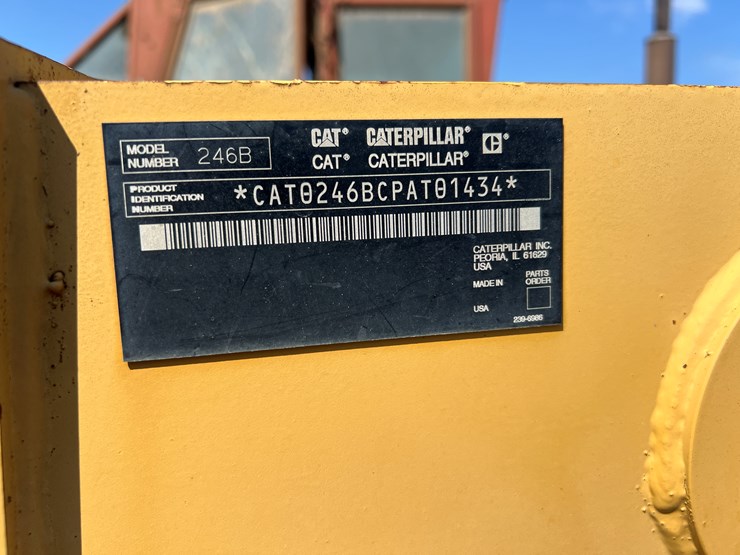 MODEL NUMBER 246B
CAT® CATERPILLAR® C®
CAT® CATERPILLAR®
PRODUCT IDENTIFICATION NUMBER
*CAT0246BCPAT01434*
CATERPILLAR INC.
PEORIA, IL 61629
USA
MADE IN
USA
PARTS ORDER
239-6986